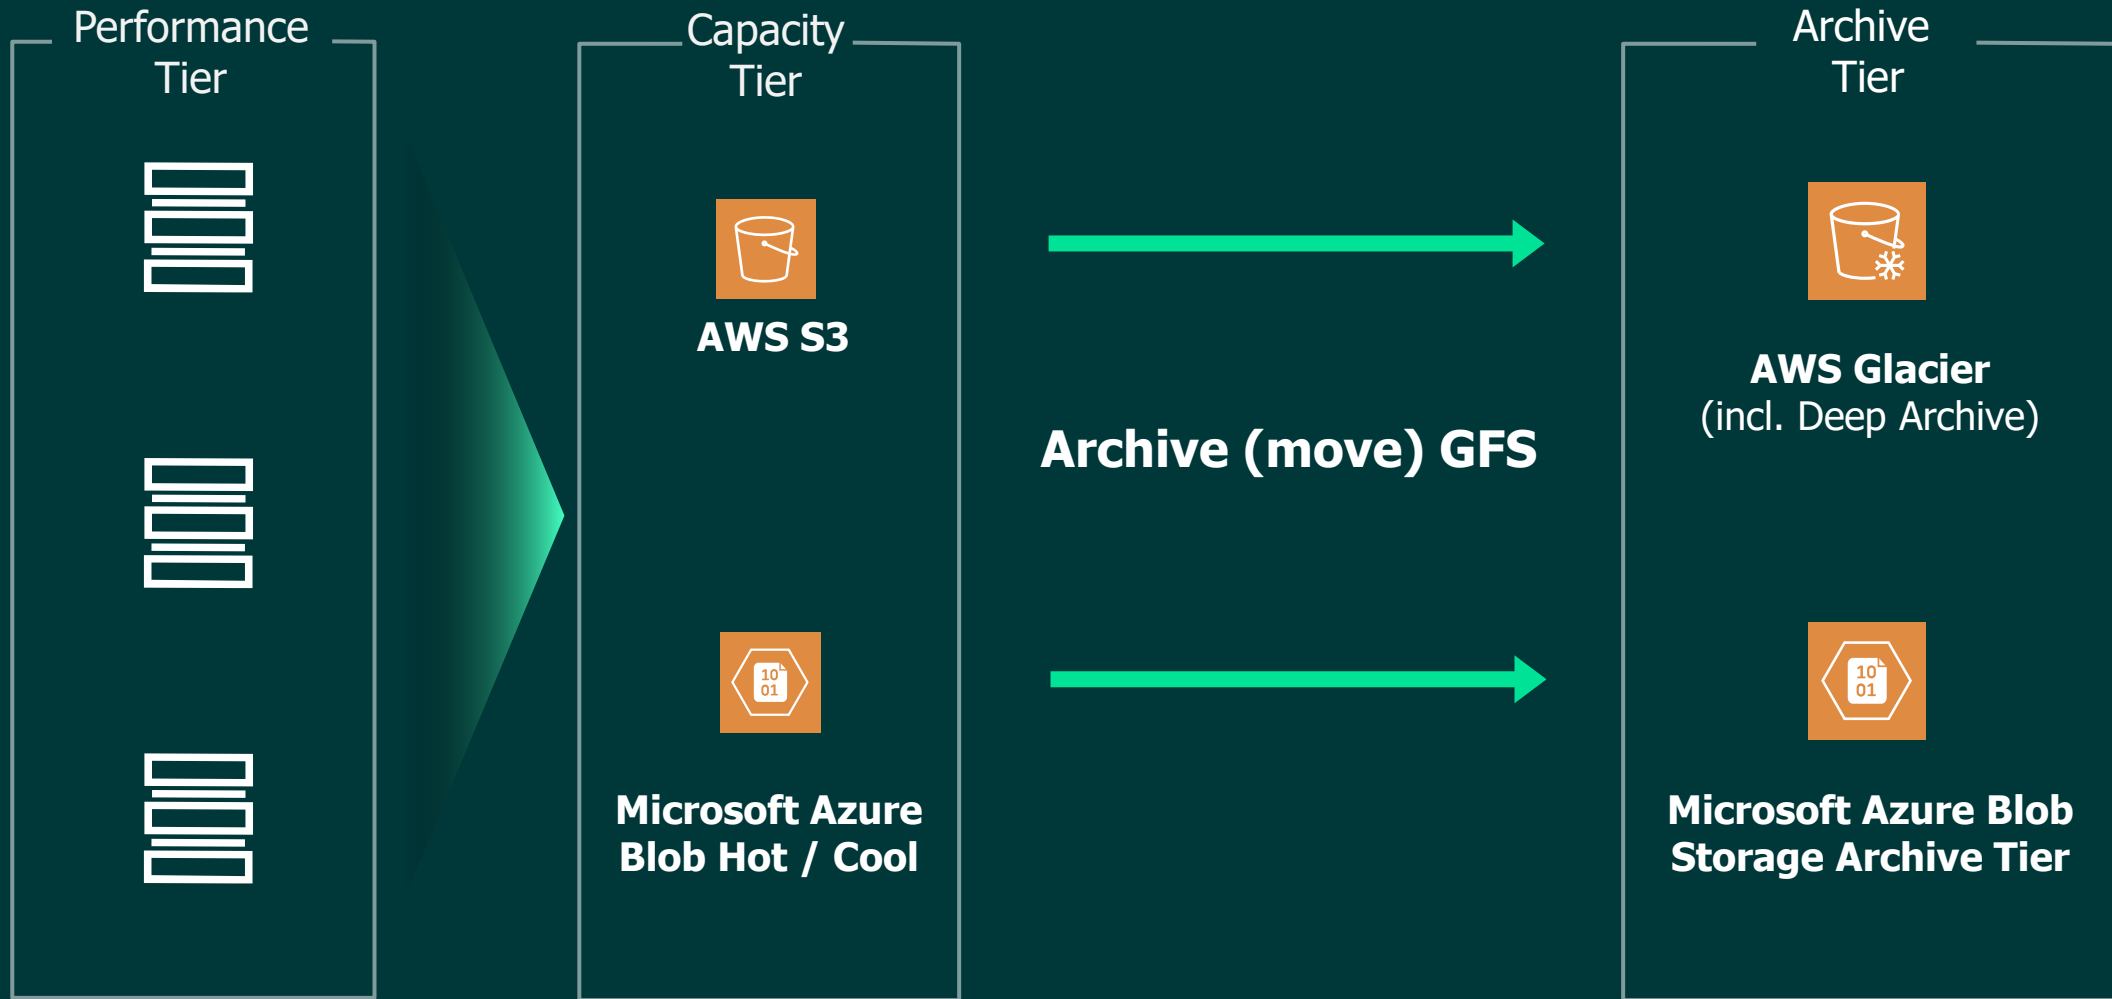 Performance
Tier
Capacity
Tier
Archive
Tier
AWS S3
AWS Glacier
(incl. Deep Archive)
Archive (move) GFS
10
01
10
01
Microsoft Azure
Blob Hot / Cool
Microsoft Azure Blob
Storage Archive Tier